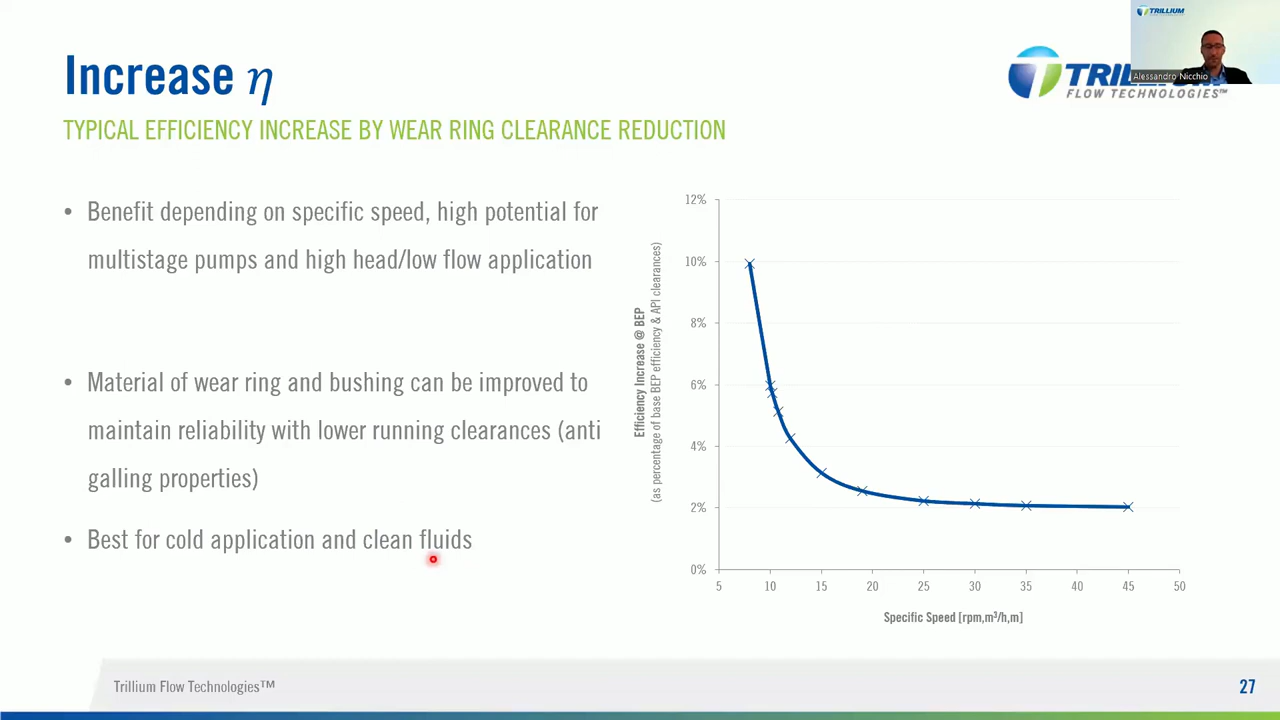 Increase η
TYPICAL EFFICIENCY INCREASE BY WEAR RING CLEARANCE REDUCTION
TRILLIUM
Alessandro Nicchio
FLOW TECHNOLOGIES™
• Benefit depending on specific speed, high potential for
multistage pumps and high head/low flow application
• Material of wear ring and bushing can be improved to
maintain reliability with lower running clearances (anti
galling properties)
• Best for cold application and clean fluids
Efficiency Increase @ BEP
(as percentage of base BEP efficiency & API clearances)
12%
10%
8%
6%
4%
2%
0%
5 10 15 20 25 30 35 40 45 50
Specific Speed [rpm,m³/h,m]
Trillium Flow Technologies™
27